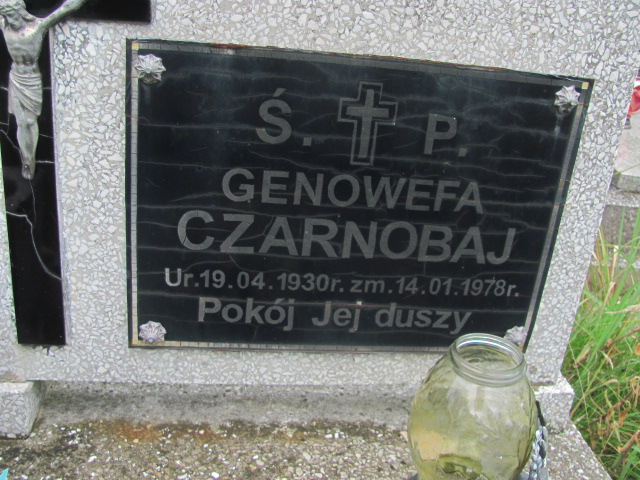 Ś. P.
GENOWEFA
CZARNOBAJ
Ur.19.04.1930r. zm.14.01.1978r.
Pokój Jej duszy